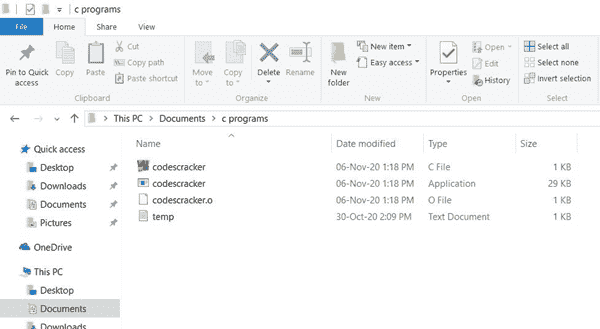 c programs
File Home Share View
Pin to Quick access
Copy
Paste
Cut
Copy path
Paste shortcut
Clipboard
Move to
Copy to
Delete
Rename
Organize
New folder
New item
Easy access
New
Properties
Open
Edit
History
Open
Select all
Select none
Invert selection
Select
This PC > Documents > c programs
Name Date modified Type Size
codescracker 06-Nov-20 1:18 PM C File 1 KB
codescracker 06-Nov-20 1:18 PM Application 29 KB
codescracker.o 06-Nov-20 1:18 PM O File 1 KB
temp 30-Oct-20 2:09 PM Text Document 1 KB
Quick access
Desktop
Downloads
Documents
Pictures
OneDrive
This PC
Desktop
Documents
Downloads